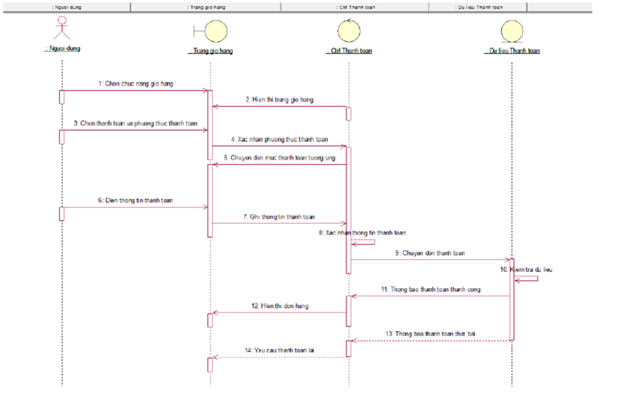 : Nguoi dung
: Trang gio hang
: Ctrl Thanh toan
: Du lieu Thanh toan
: Nguoi dung
: Trang gio hang
: Ctrl Thanh toan
: Du lieu Thanh toan
1: Chon chuc nang gio hang
2: Hien thi trang gio hang
3: Chon thanh toan va phuong thuc thanh toan
4: Xac nhan phuong thuc thanh toan
5: Chuyen den muc thanh toan tuong ung
6: Dien thong tin thanh toan
7: Ghi thong tin thanh toan
8: Xac nhan thong tin thanh toan
9: Chuyen don thanh toan
10: Kiem tra du lieu
11: Thong bao thanh toan thanh cong
12: Hien thi don hang
13: Thong bao thanh toan that bai
14: Yeu cau thanh toan lai